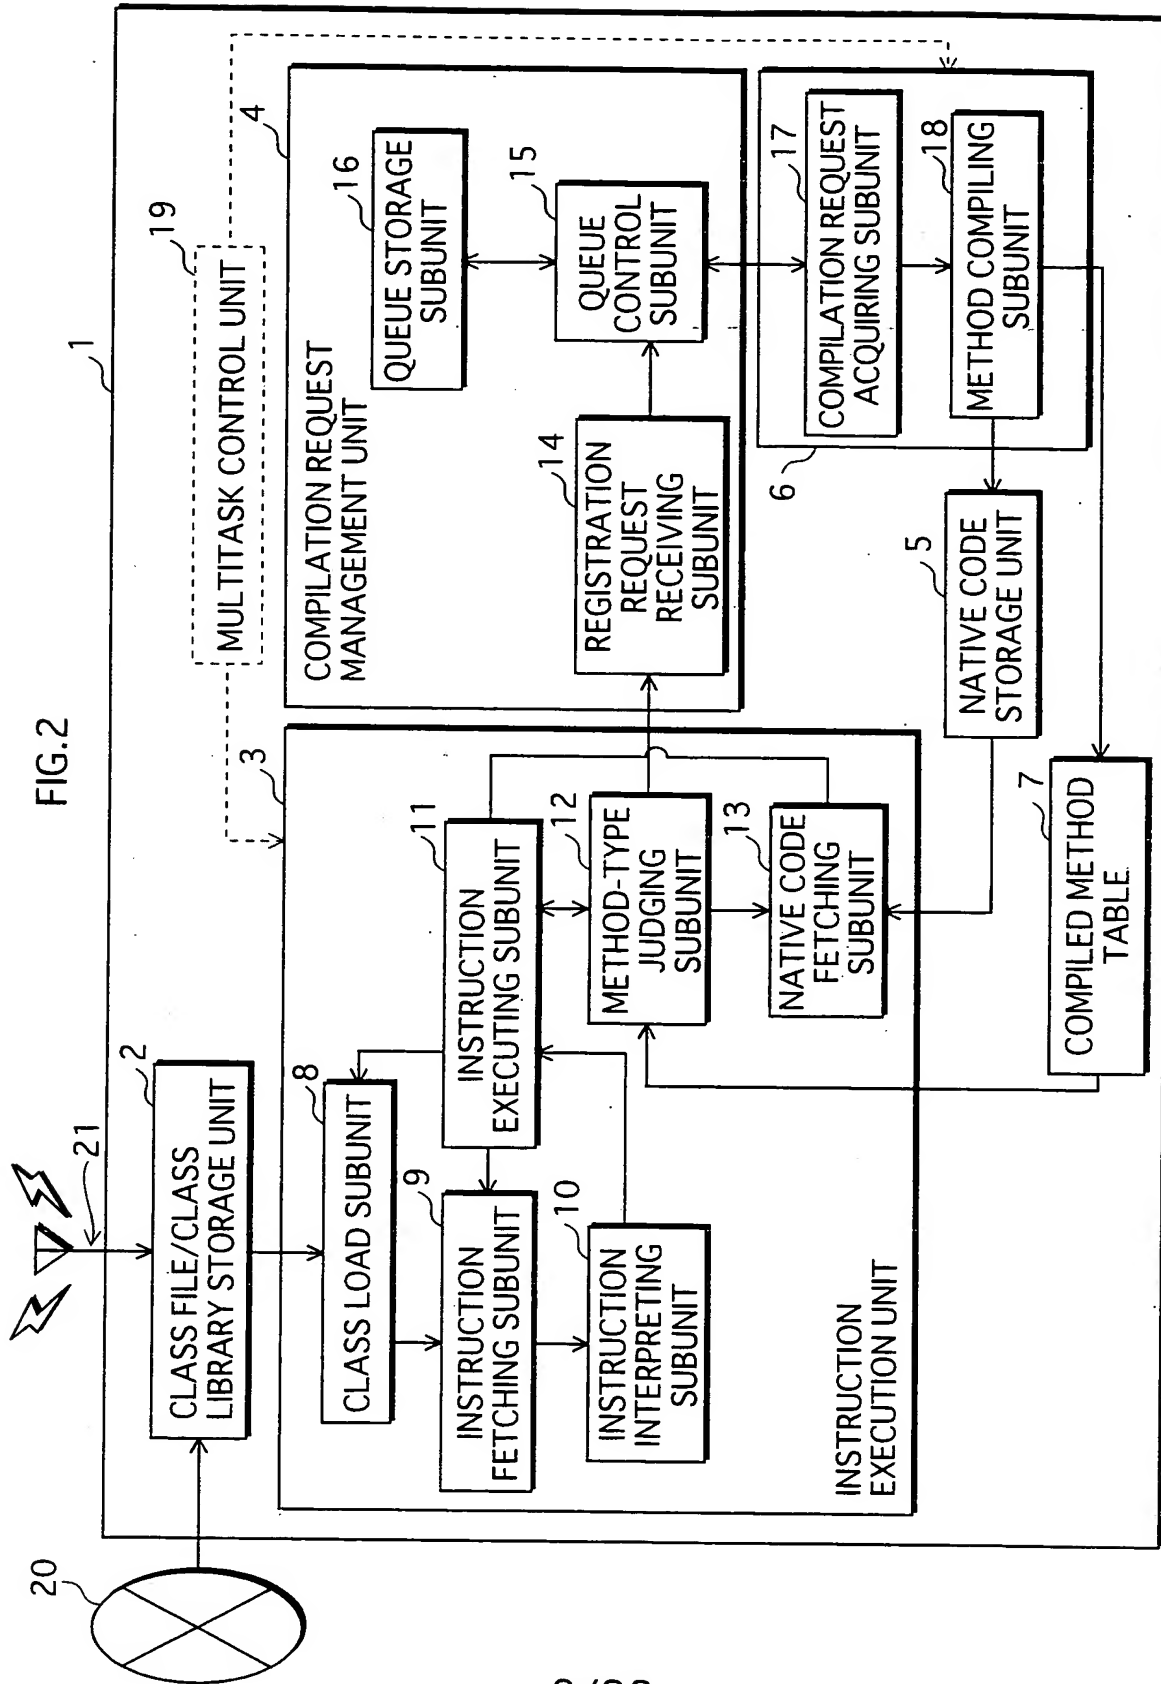 FIG.2
1
19
MULTITASK CONTROL UNIT
20
21
2
CLASS FILE/CLASS
LIBRARY STORAGE UNIT
3
8
CLASS LOAD SUBUNIT
9
INSTRUCTION
FETCHING SUBUNIT
10
INSTRUCTION
INTERPRETING
SUBUNIT
11
INSTRUCTION
EXECUTING SUBUNIT
12
METHOD-TYPE
JUDGING
SUBUNIT
13
NATIVE CODE
FETCHING
SUBUNIT
INSTRUCTION
EXECUTION UNIT
4
COMPILATION REQUEST
MANAGEMENT UNIT
16
QUEUE STORAGE
SUBUNIT
15
QUEUE
CONTROL
SUBUNIT
14
REGISTRATION
REQUEST
RECEIVING
SUBUNIT
6
17
COMPILATION REQUEST
ACQUIRING SUBUNIT
18
METHOD COMPILING
SUBUNIT
5
NATIVE CODE
STORAGE UNIT
7
COMPILED METHOD
TABLE